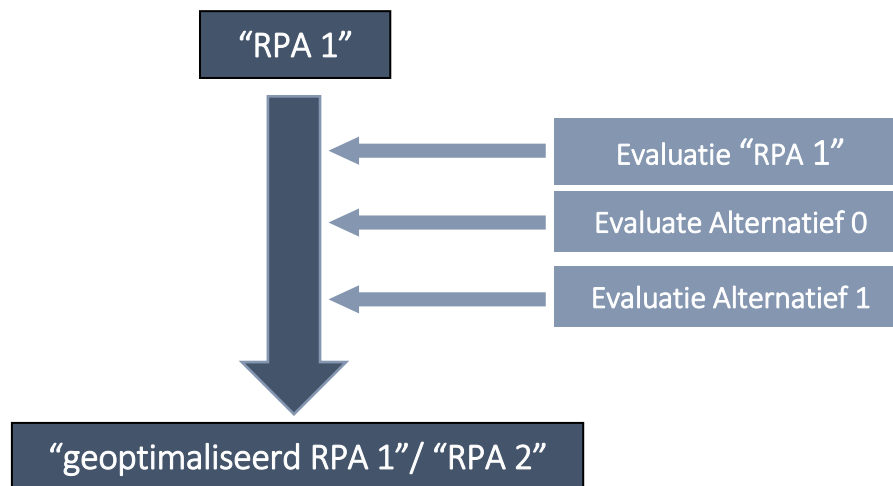 “RPA 1”
Evaluatie “RPA 1”
Evaluate Alternatief 0
Evaluatie Alternatief 1
“geoptimaliseerd RPA 1”/ “RPA 2”